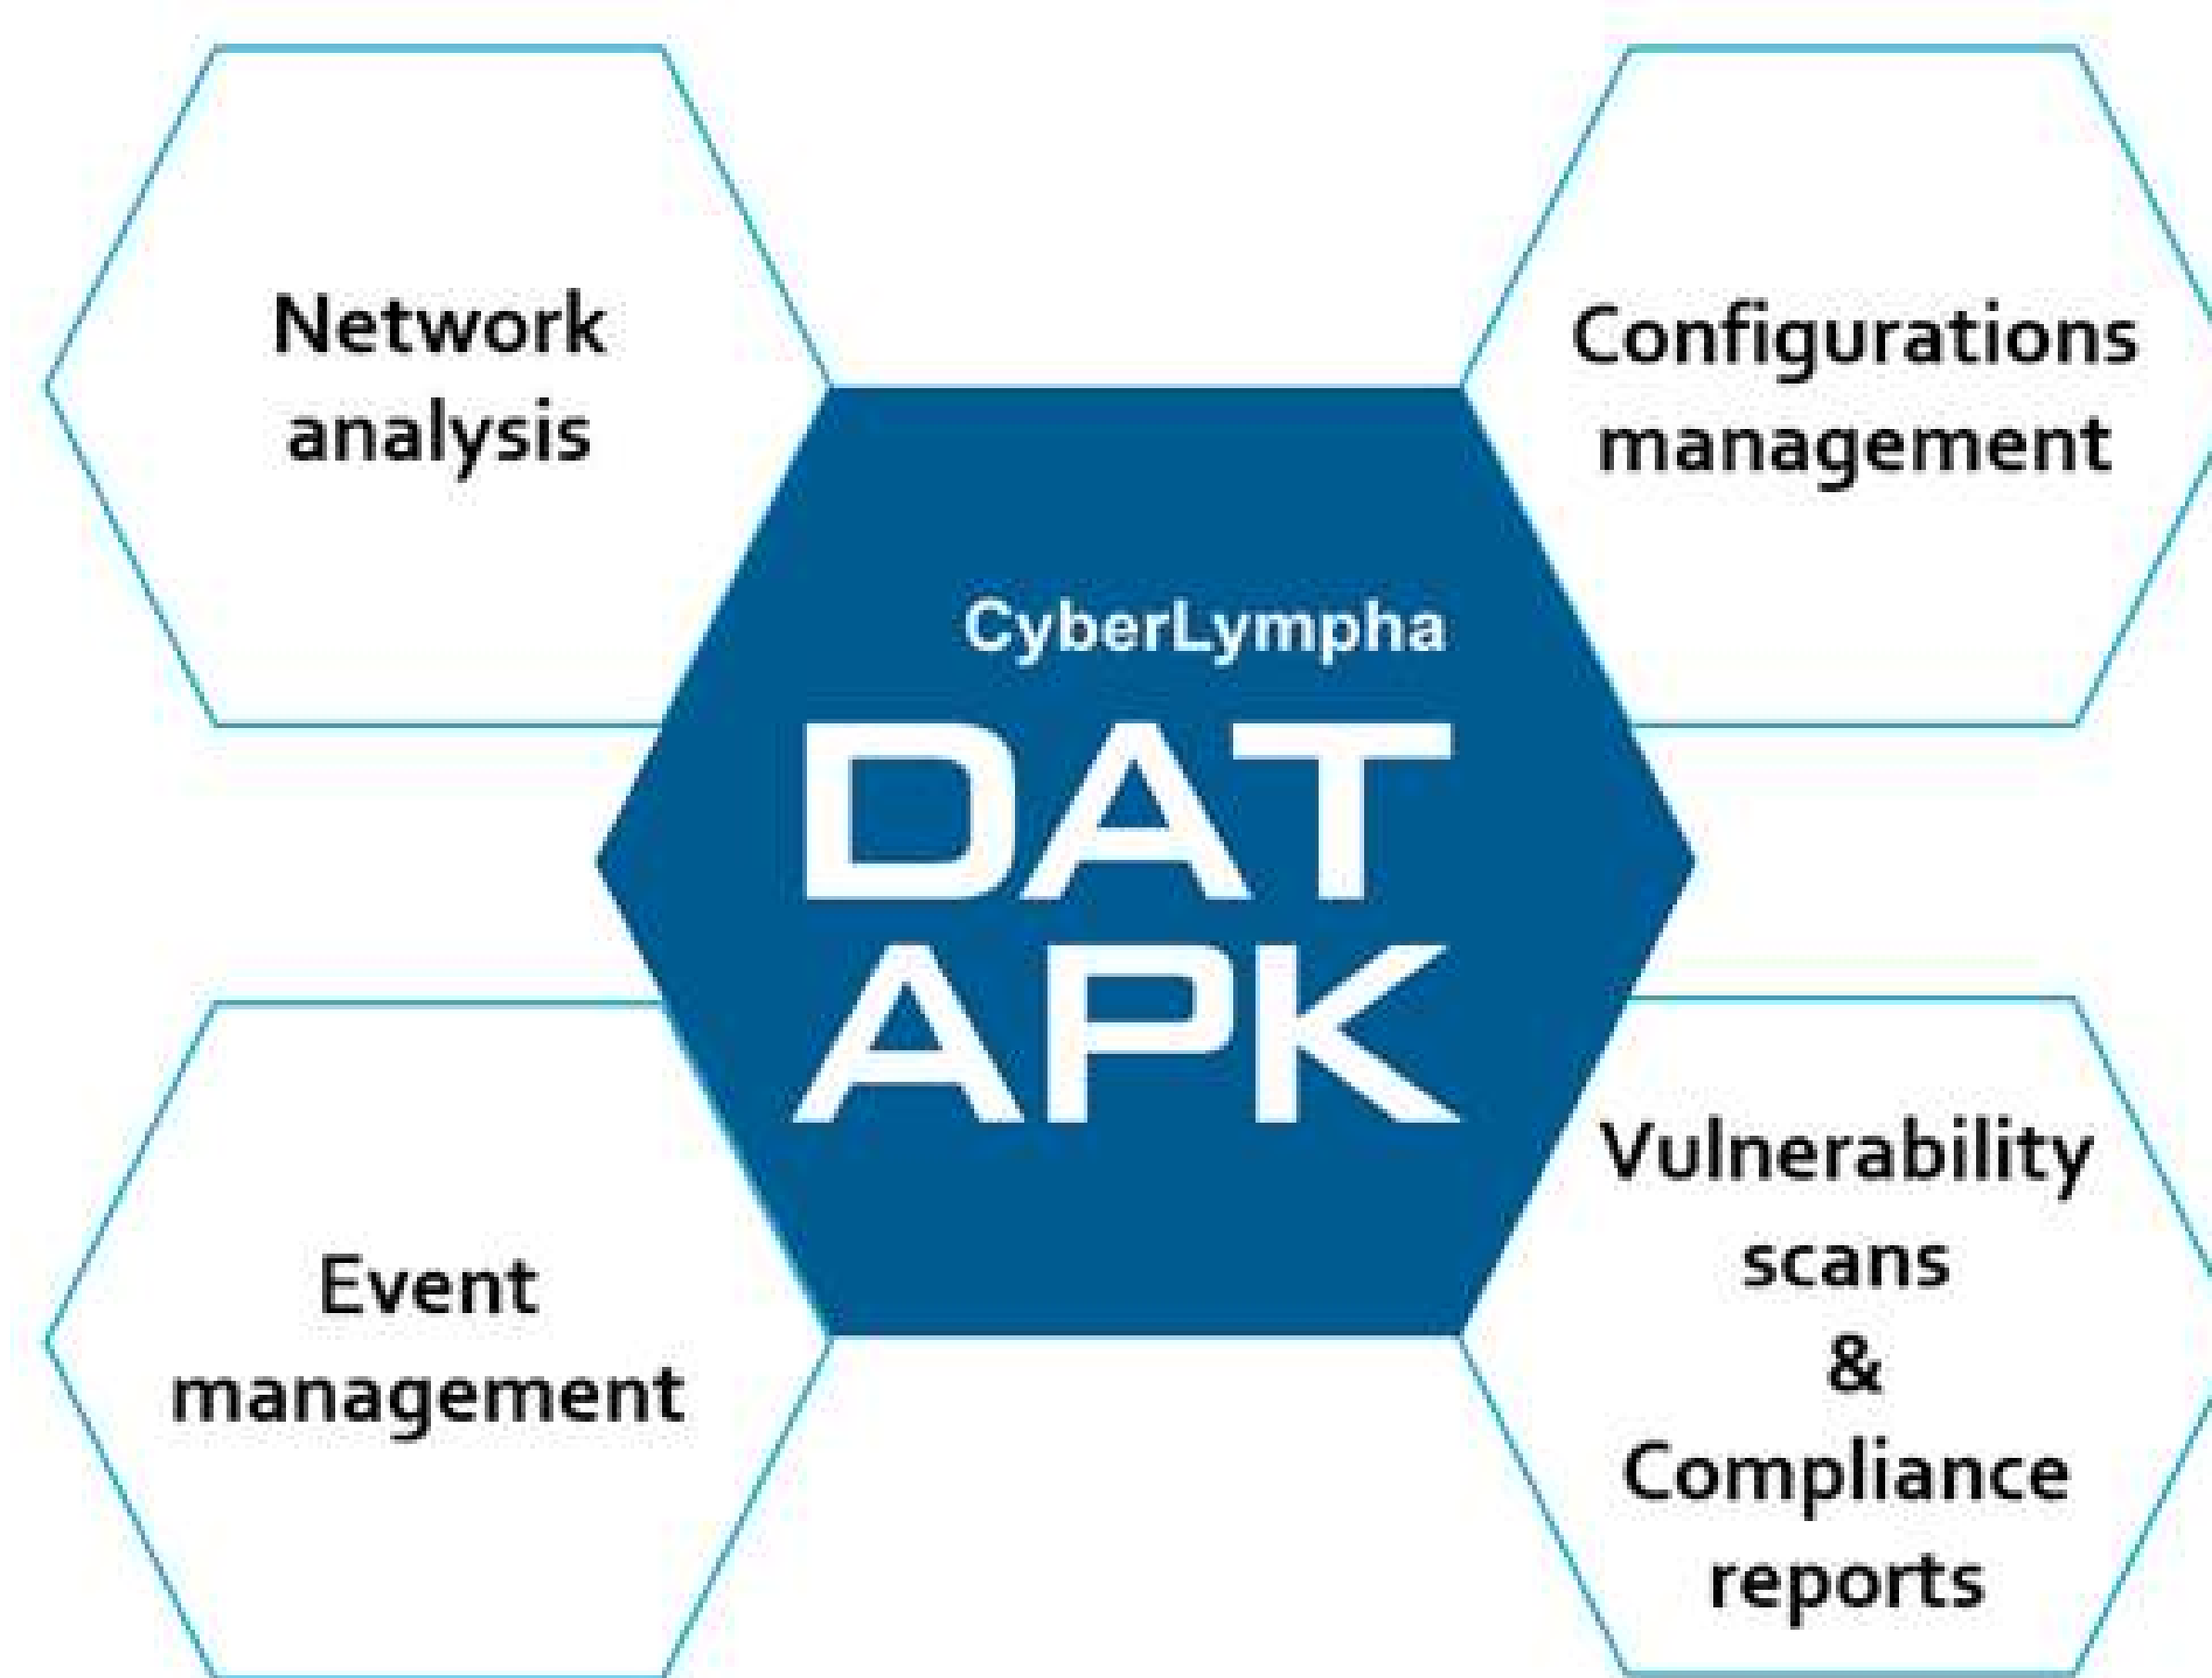 Network
analysis
Configurations
management
CyberLympha
DAT
APK
Event
management
Vulnerability
scans
&
Compliance
reports